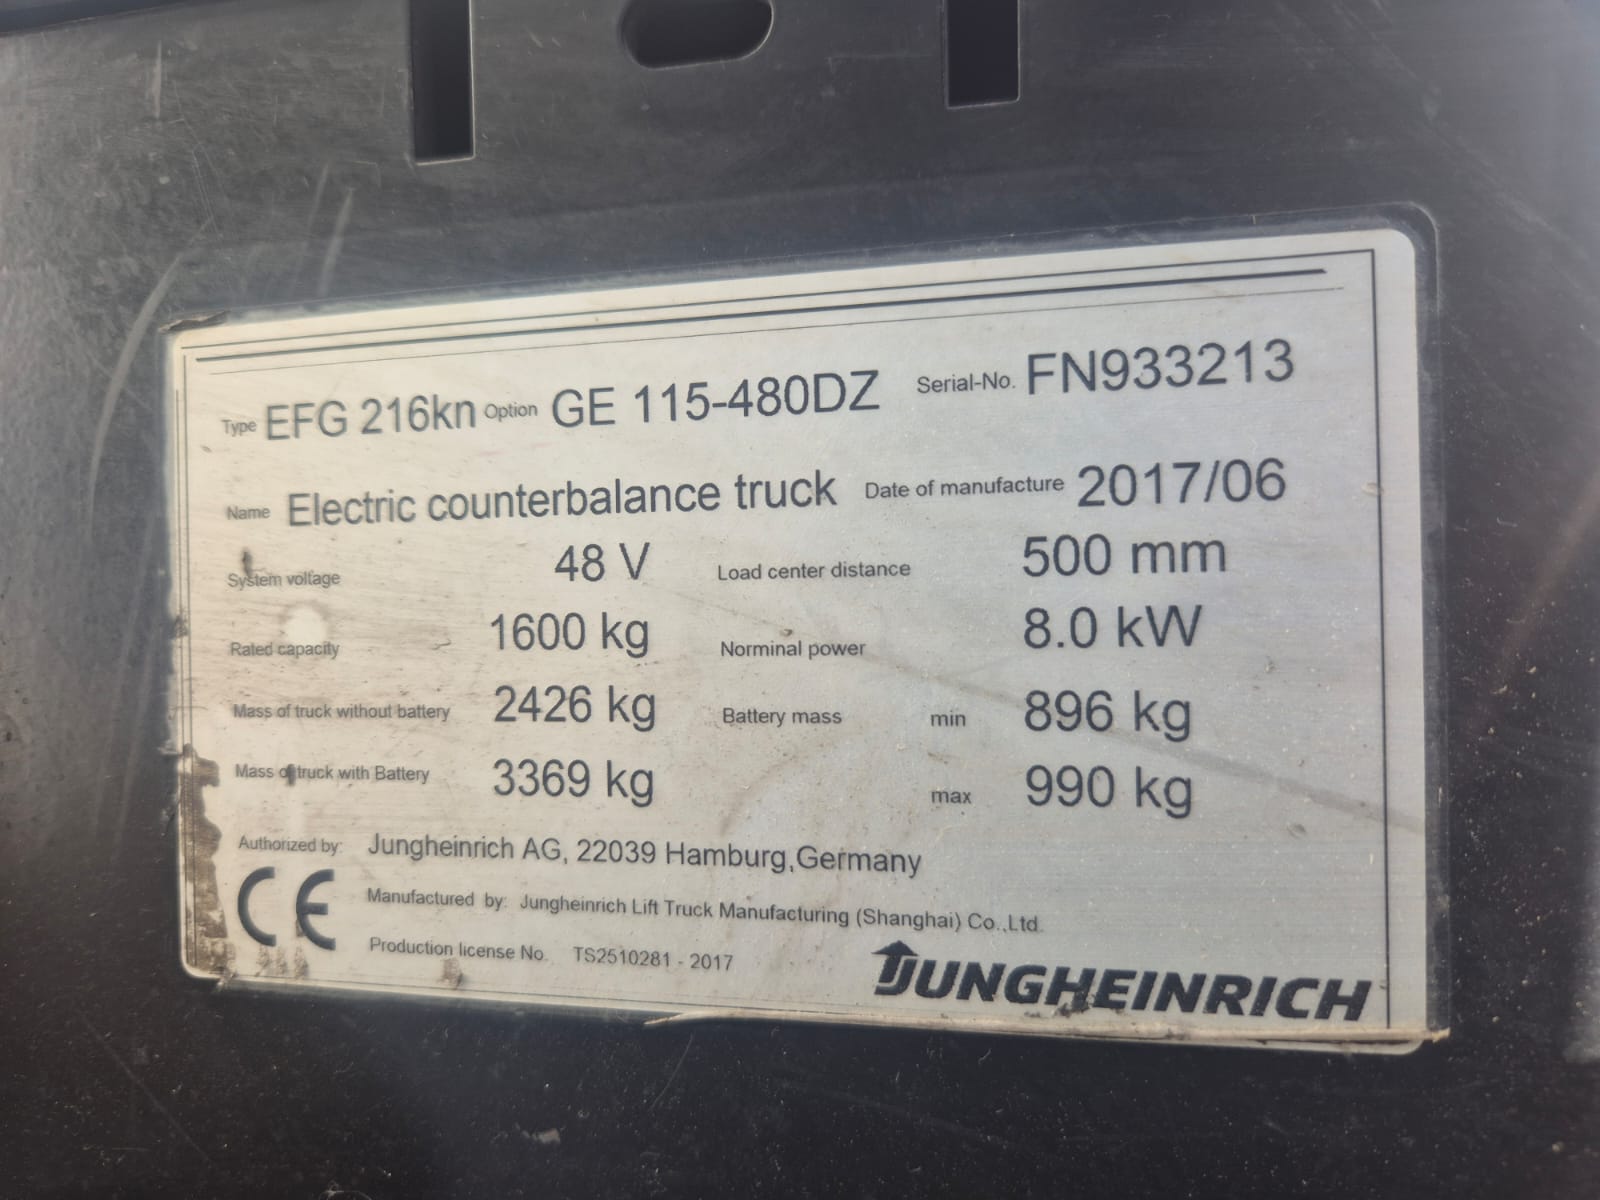 Type EFG 216kn Option GE 115-480DZ Serial-No. FN933213
Name Electric counterbalance truck Date of manufacture 2017/06
System voltage 48 V Load center distance 500 mm
Rated capacity 1600 kg Norminal power 8.0 kW
Mass of truck without battery 2426 kg Battery mass min 896 kg
Mass of truck with Battery 3369 kg max 990 kg
Authorized by: Jungheinrich AG, 22039 Hamburg,Germany
CE Manufactured by: Jungheinrich Lift Truck Manufacturing (Shanghai) Co.,Ltd.
Production license No. TS2510281 - 2017
JUNGHEINRICH